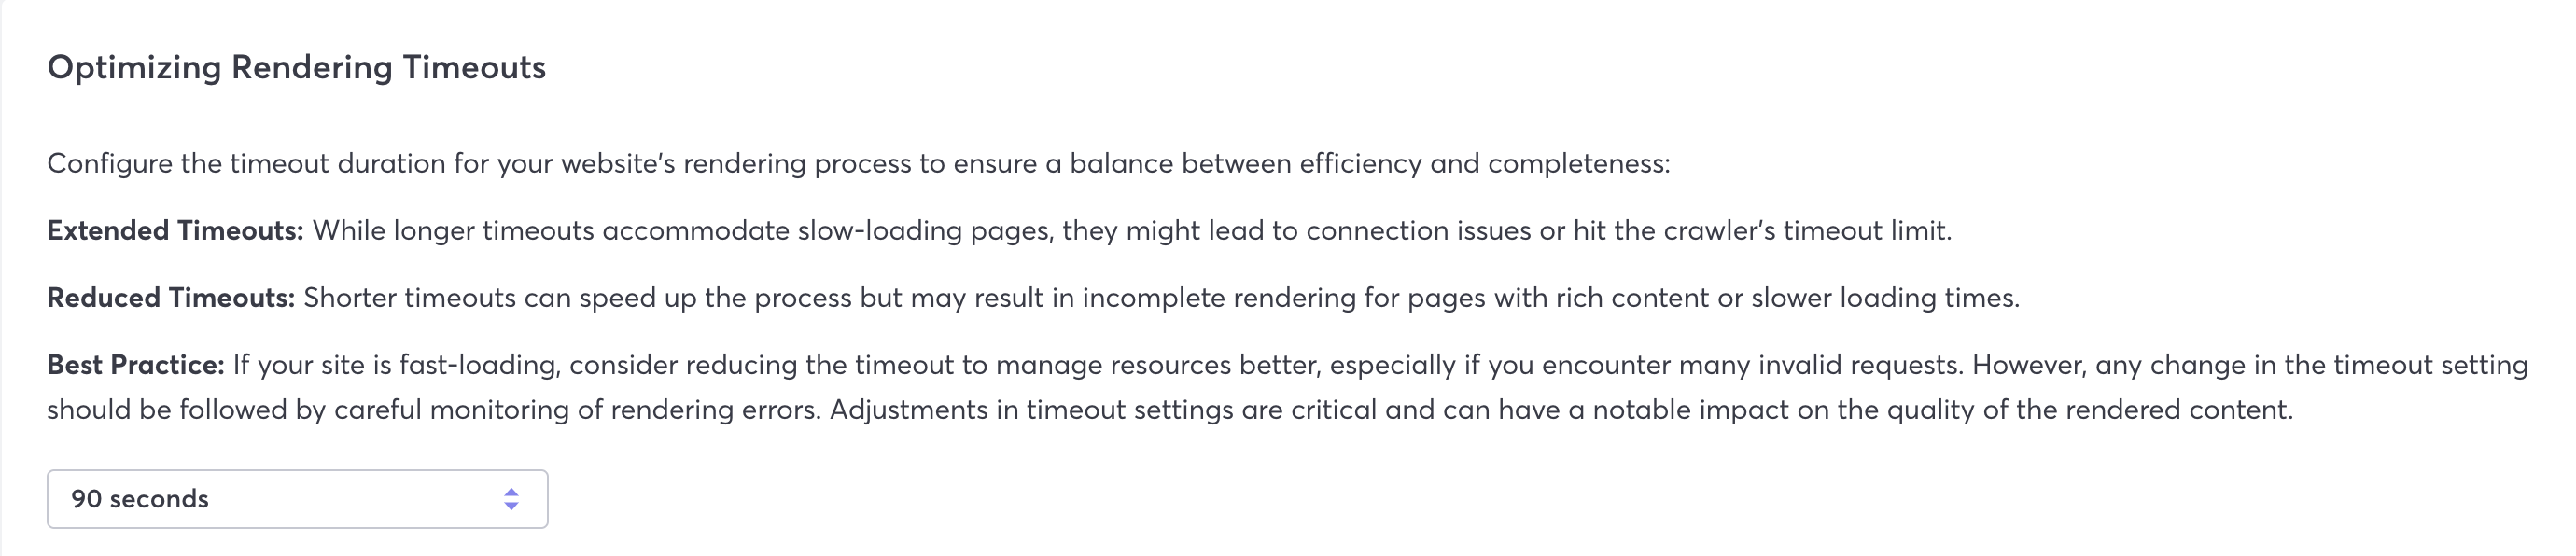 Optimizing Rendering Timeouts
Configure the timeout duration for your website's rendering process to ensure a balance between efficiency and completeness:
Extended Timeouts: While longer timeouts accommodate slow-loading pages, they might lead to connection issues or hit the crawler's timeout limit.
Reduced Timeouts: Shorter timeouts can speed up the process but may result in incomplete rendering for pages with rich content or slower loading times.
Best Practice: If your site is fast-loading, consider reducing the timeout to manage resources better, especially if you encounter many invalid requests. However, any change in the timeout setting
should be followed by careful monitoring of rendering errors. Adjustments in timeout settings are critical and can have a notable impact on the quality of the rendered content.
90 seconds